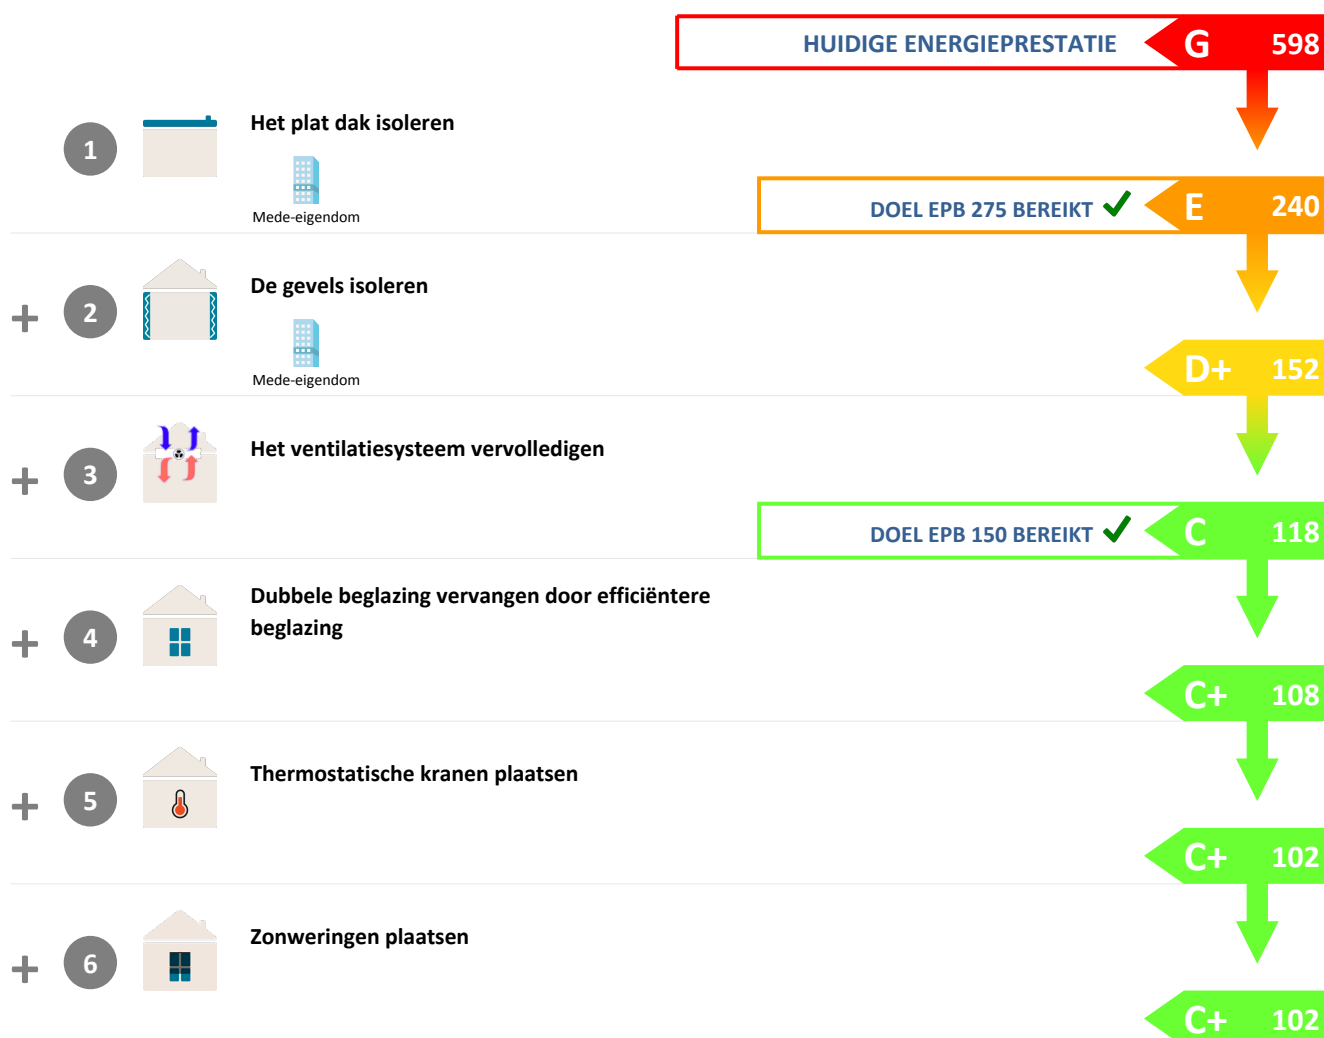 HUIDIGE ENERGIEPRESTATIE G 598
1 Het plat dak isoleren
Mede-eigendom
DOEL EPB 275 BEREIKT ✔ E 240
+ 2 De gevels isoleren
Mede-eigendom
D+ 152
+ 3 Het ventilatiesysteem vervolledigen
DOEL EPB 150 BEREIKT ✔ C 118
+ 4 Dubbele beglazing vervangen door efficiëntere
beglazing
C+ 108
+ 5 Thermostatische kranen plaatsen
C+ 102
+ 6 Zonweringen plaatsen
C+ 102